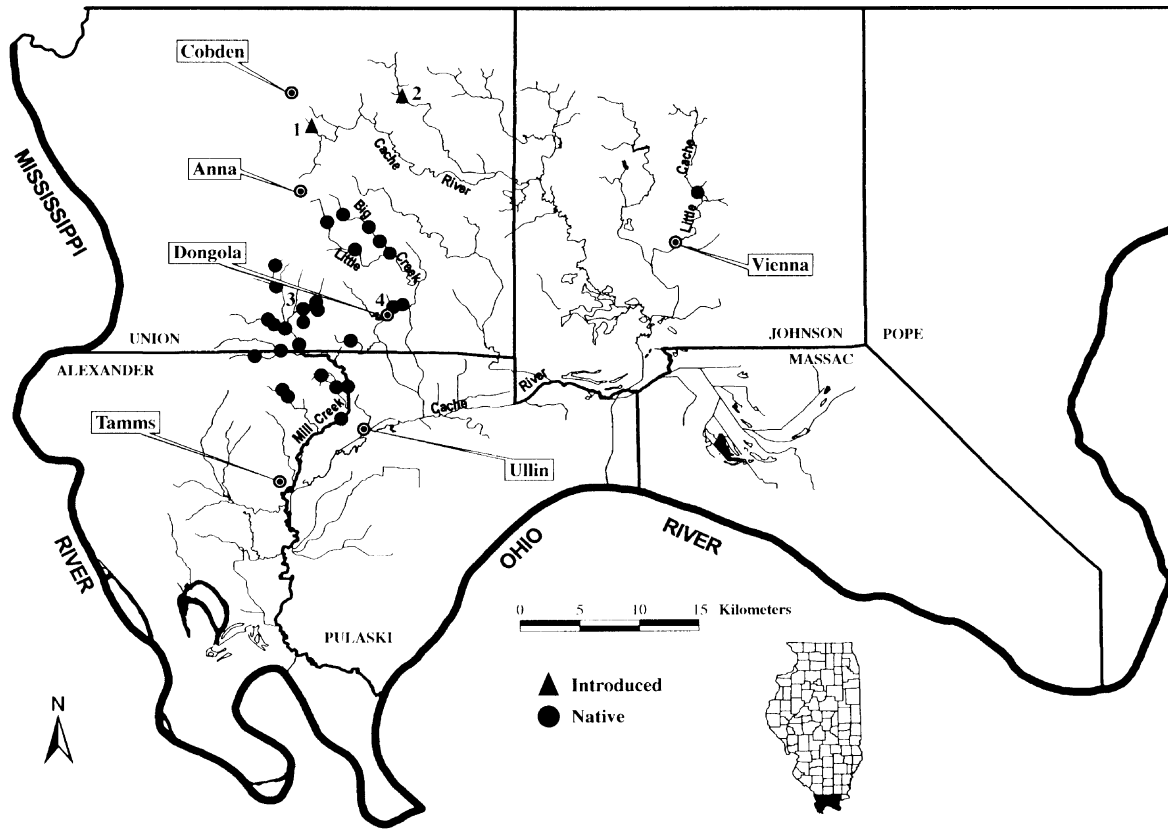 Cobden
2
1
MISSISSIPPI
Cache
River
Cache
Little
Anna
Big
Little
Creek
Dongola
Vienna
3
4
UNION
JOHNSON
POPE
ALEXANDER
MASSAC
River
Cache
Mill Creek
Tamms
Ullin
RIVER
OHIO
RIVER
0 5 10 15 Kilometers
PULASKI
Introduced
Native
N